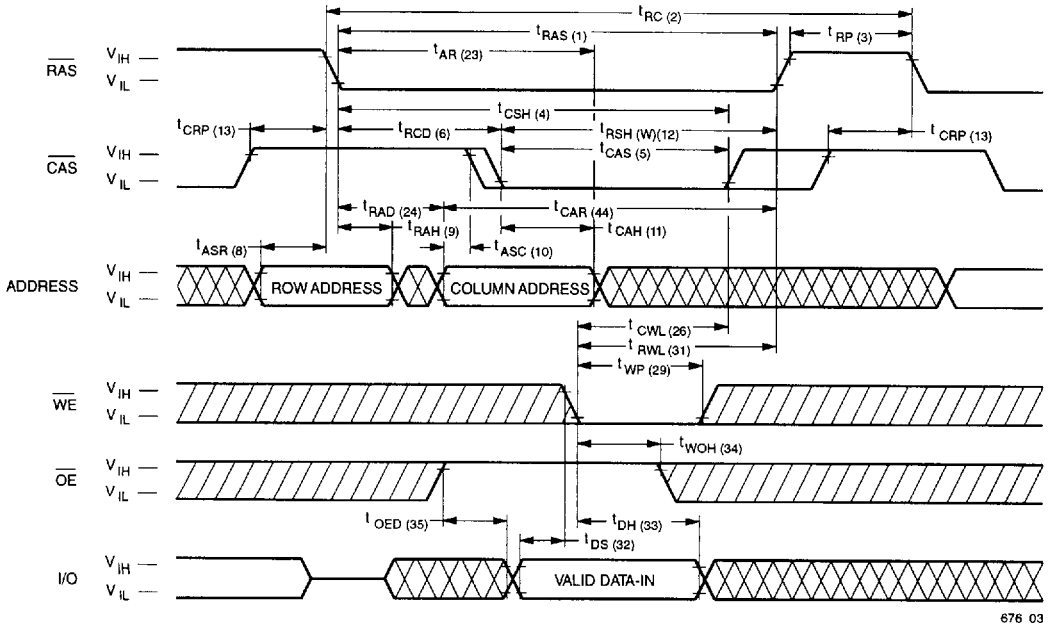 t RC (2)
t RAS (1)
t AR (23)
t RP (3)
RAS
V IH
V IL
t CSH (4)
t CRP (13)
t RCD (6)
t RSH (W)(12)
t CRP (13)
t CAS (5)
CAS
V IH
V IL
t RAD (24)
t CAR (44)
t RAH (9)
t CAH (11)
t ASR (8)
t ASC (10)
ADDRESS
V IH
V IL
ROW ADDRESS
COLUMN ADDRESS
t CWL (26)
t RWL (31)
t WP (29)
WE
V IH
V IL
t WOH (34)
OE
V IH
V IL
t OED (35)
t DH (33)
t DS (32)
I/O
V IH
V IL
VALID DATA-IN
676 03